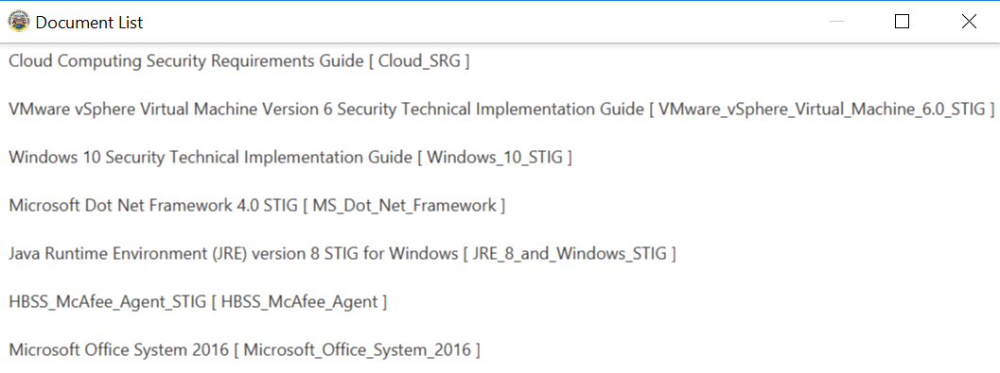 Document List
Cloud Computing Security Requirements Guide [ Cloud_SRG ]
VMware vSphere Virtual Machine Version 6 Security Technical Implementation Guide [ VMware_vSphere_Virtual_Machine_6.0_STIG ]
Windows 10 Security Technical Implementation Guide [ Windows_10_STIG ]
Microsoft Dot Net Framework 4.0 STIG [ MS_Dot_Net_Framework ]
Java Runtime Environment (JRE) version 8 STIG for Windows [ JRE_8_and_Windows_STIG ]
HBSS_McAfee_Agent_STIG [ HBSS_McAfee_Agent ]
Microsoft Office System 2016 [ Microsoft_Office_System_2016 ]